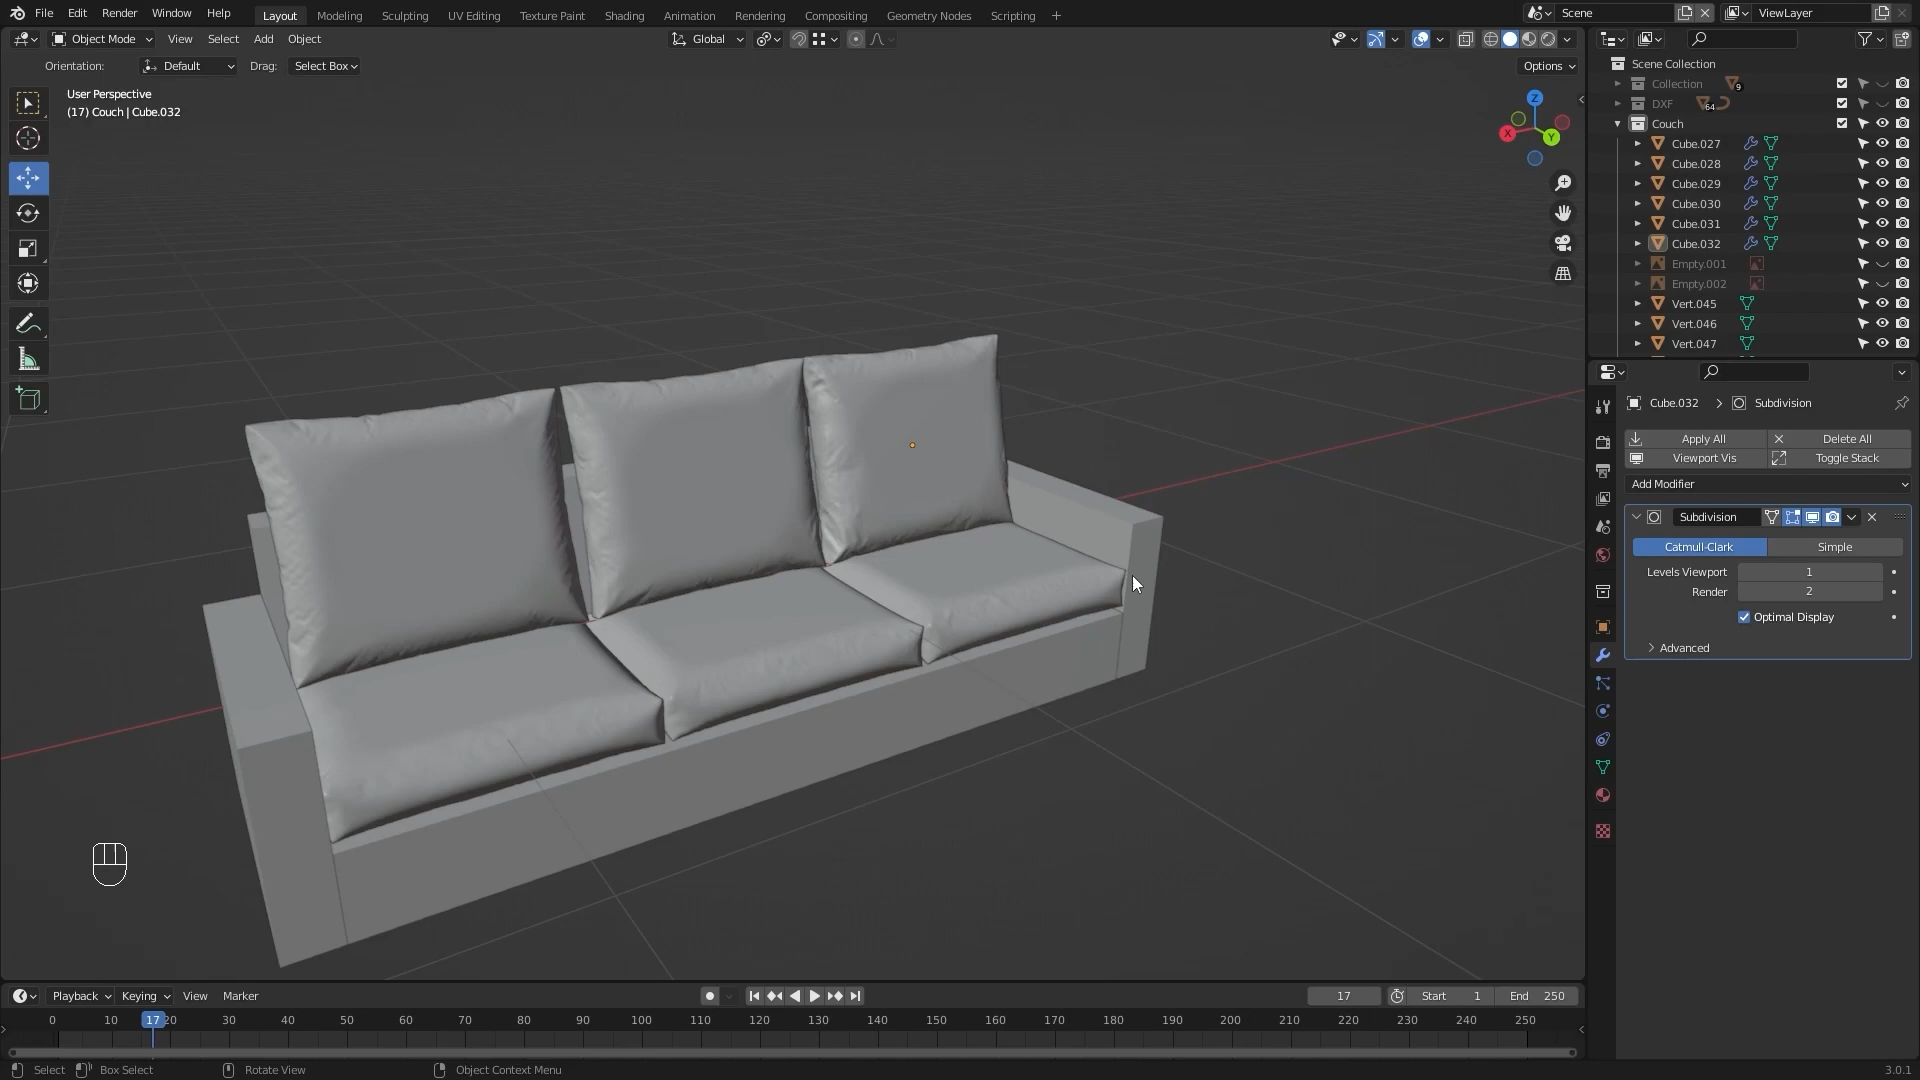 File Edit Render Window Help Layout Modeling Sculpting UV Editing Texture Paint Shading Animation Rendering Compositing Geometry Nodes Scripting + Scene ViewLayer
Object Mode View Select Add Object Global
Orientation: Default Drag: Select Box Options
User Perspective
(17) Couch | Cube.032
Z
X
Y
Scene Collection
Collection 9
DXF 64
Couch
Cube.027
Cube.028
Cube.029
Cube.030
Cube.031
Cube.032
Empty.001
Empty.002
Vert.045
Vert.046
Vert.047
Cube.032 > Subdivision
Apply All Delete All
Viewport Vis Toggle Stack
Add Modifier
Subdivision
Catmull-Clark Simple
Levels Viewport 1
Render 2
Optimal Display
Advanced
Playback Keying View Marker 17 Start 1 End 250
0 10 17 20 30 40 50 60 70 80 90 100 110 120 130 140 150 160 170 180 190 200 210 220 230 240 250
Select Box Select Rotate View Object Context Menu 3.0.1